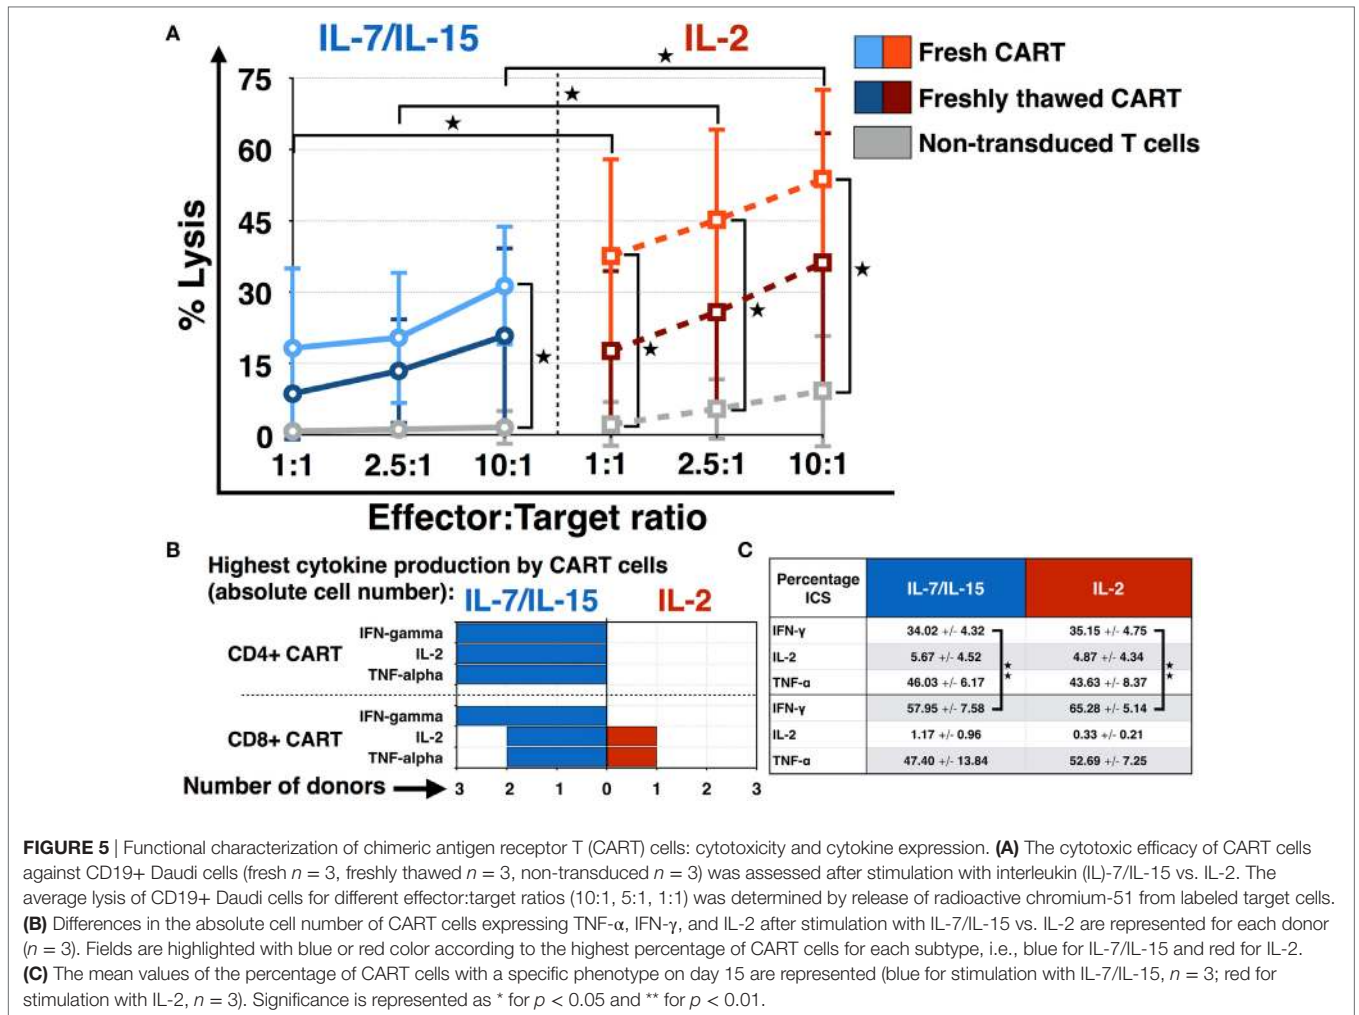 A
IL-7/IL-15
IL-2
★
★
★
75
60
45
30
15
0
% Lysis
★
★
★
★
1:1
2.5:1
10:1
1:1
2.5:1
10:1
Effector:Target ratio
Fresh CART
Freshly thawed CART
Non-transduced T cells
B
Highest cytokine production by CART cells
(absolute cell number):
IL-7/IL-15
IL-2
CD4+ CART
IFN-gamma
IL-2
TNF-alpha
CD8+ CART
IFN-gamma
IL-2
TNF-alpha
Number of donors
3 2 1 0 1 2 3
C
Percentage ICS IL-7/IL-15 IL-2
IFN-γ 34.02 +/- 4.32 35.15 +/- 4.75
IL-2 5.67 +/- 4.52 4.87 +/- 4.34
★★ ★★
TNF-α 46.03 +/- 6.17 43.63 +/- 8.37
IFN-γ 57.95 +/- 7.58 65.28 +/- 5.14
IL-2 1.17 +/- 0.96 0.33 +/- 0.21
TNF-α 47.40 +/- 13.84 52.69 +/- 7.25
FIGURE 5 | Functional characterization of chimeric antigen receptor T (CART) cells: cytotoxicity and cytokine expression. (A) The cytotoxic efficacy of CART cells
against CD19+ Daudi cells (fresh n = 3, freshly thawed n = 3, non-transduced n = 3) was assessed after stimulation with interleukin (IL)-7/IL-15 vs. IL-2. The
average lysis of CD19+ Daudi cells for different effector:target ratios (10:1, 5:1, 1:1) was determined by release of radioactive chromium-51 from labeled target cells.
(B) Differences in the absolute cell number of CART cells expressing TNF-α, IFN-γ, and IL-2 after stimulation with IL-7/IL-15 vs. IL-2 are represented for each donor
(n = 3). Fields are highlighted with blue or red color according to the highest percentage of CART cells for each subtype, i.e., blue for IL-7/IL-15 and red for IL-2.
(C) The mean values of the percentage of CART cells with a specific phenotype on day 15 are represented (blue for stimulation with IL-7/IL-15, n = 3; red for
stimulation with IL-2, n = 3). Significance is represented as * for p < 0.05 and ** for p < 0.01.